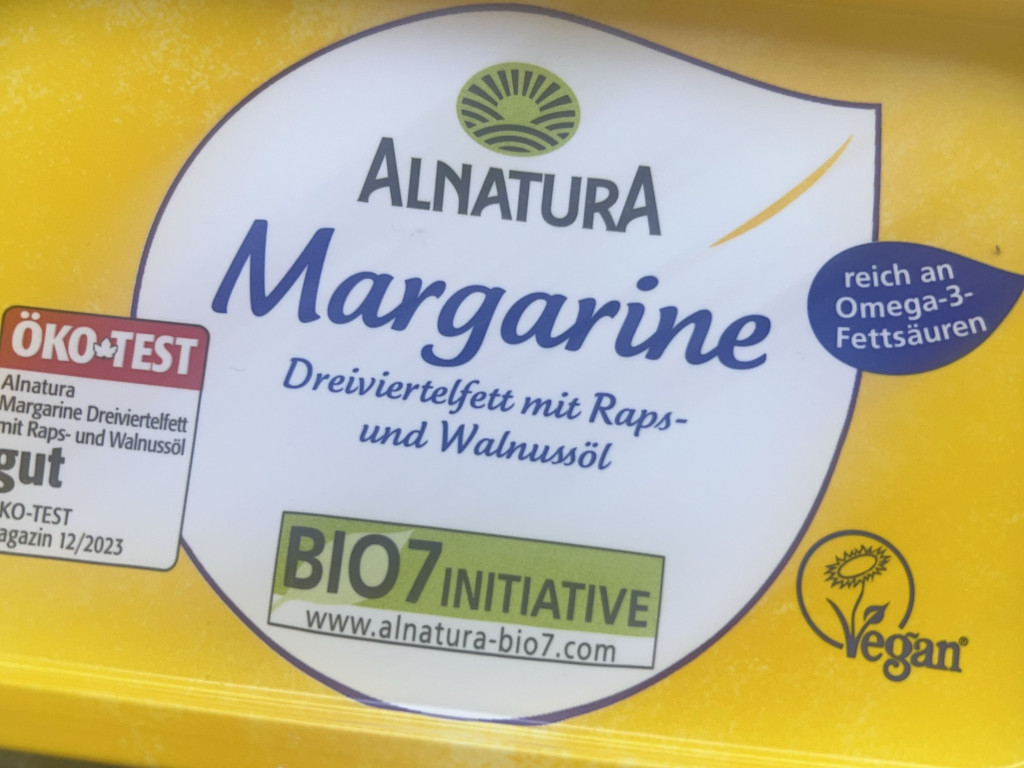 ALNATURA
Margarine
Dreiviertelfett mit Raps-
und Walnussöl
reich an
Omega-3-
Fettsäuren
ÖKO-TEST
Alnatura
Margarine Dreiviertelfett
mit Raps- und Walnussöl
gut
KO-TEST
agazin 12/2023
BIO7 INITIATIVE
www.alnatura-bio7.com
Vegan®